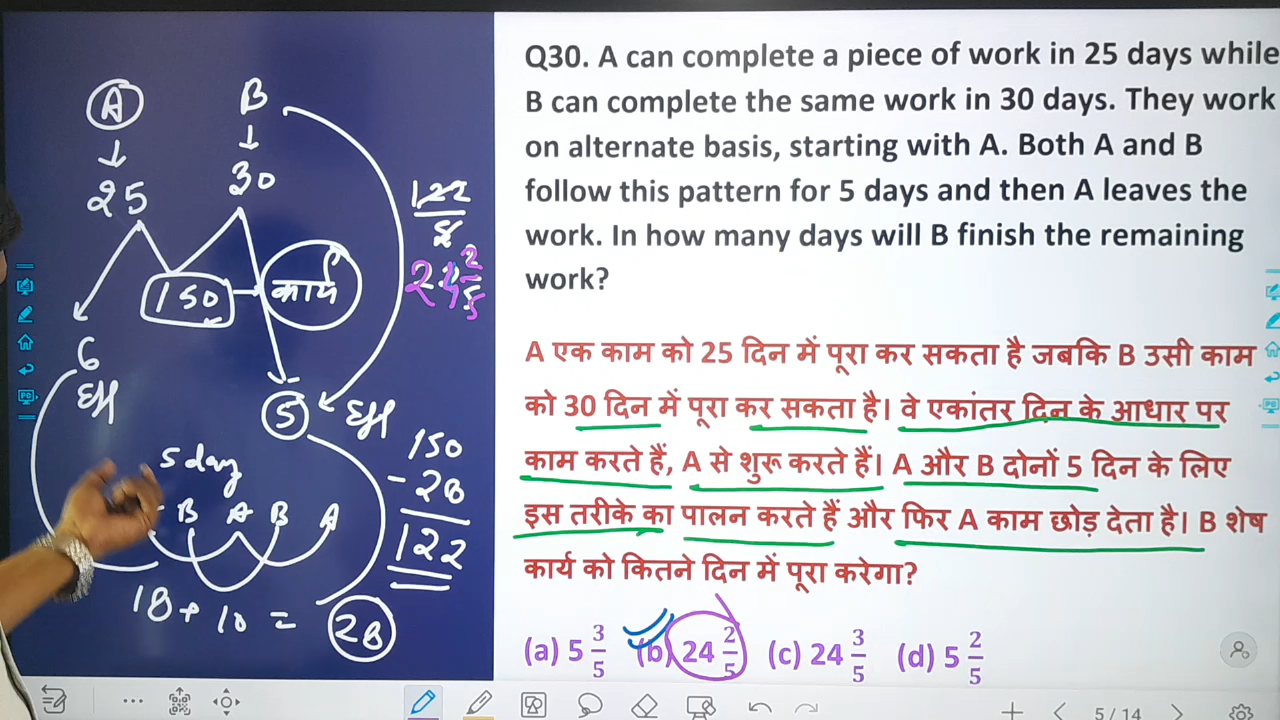 Q30. A can complete a piece of work in 25 days while
B can complete the same work in 30 days. They work
on alternate basis, starting with A. Both A and B
follow this pattern for 5 days and then A leaves the
work. In how many days will B finish the remaining
work?
A एक काम को 25 दिन में पूरा कर सकता है जबकि B उसी काम
को 30 दिन में पूरा कर सकता है। वे एकांतर दिन के आधार पर
काम करते हैं, A से शुरू करते हैं। A और B दोनों 5 दिन के लिए
इस तरीके का पालन करते हैं और फिर A काम छोड़ देता है। B शेष
कार्य को कितने दिन में पूरा करेगा?
(a) 5 3/5 (b) 24 2/5 (c) 24 3/5 (d) 5 2/5
A B
25 30
150 कार्य
6 5
Eff Eff
5 day
B A B A
18 + 10 = 28
122
5
24 2/5
150
- 28
122
5 / 14